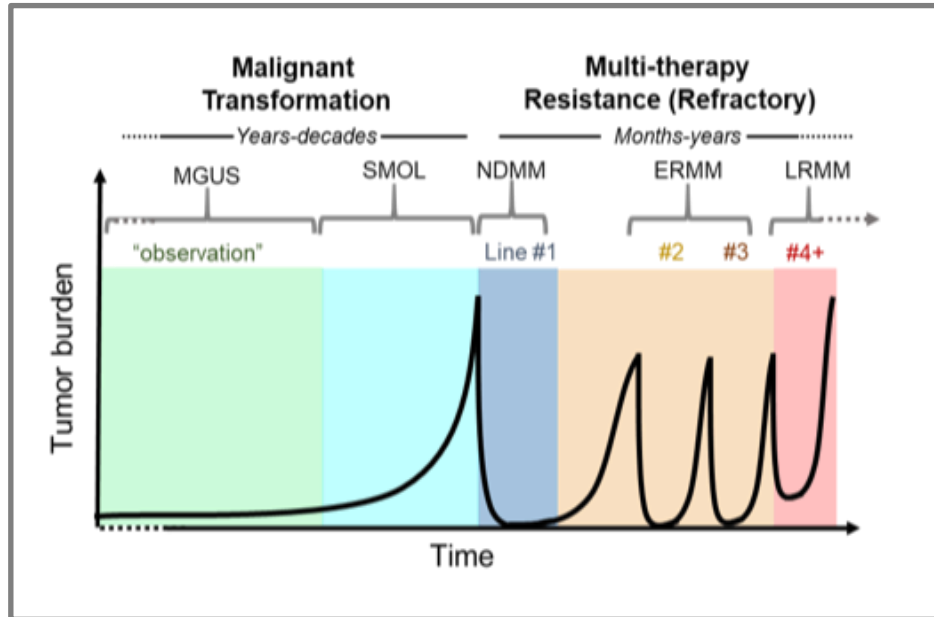 Malignant
Transformation
Multi-therapy
Resistance (Refractory)
Years-decades
Months-years
MGUS
SMOL
NDMM
ERMM
LRMM
“observation”
Line #1
#2
#3
#4+
Tumor burden
Time